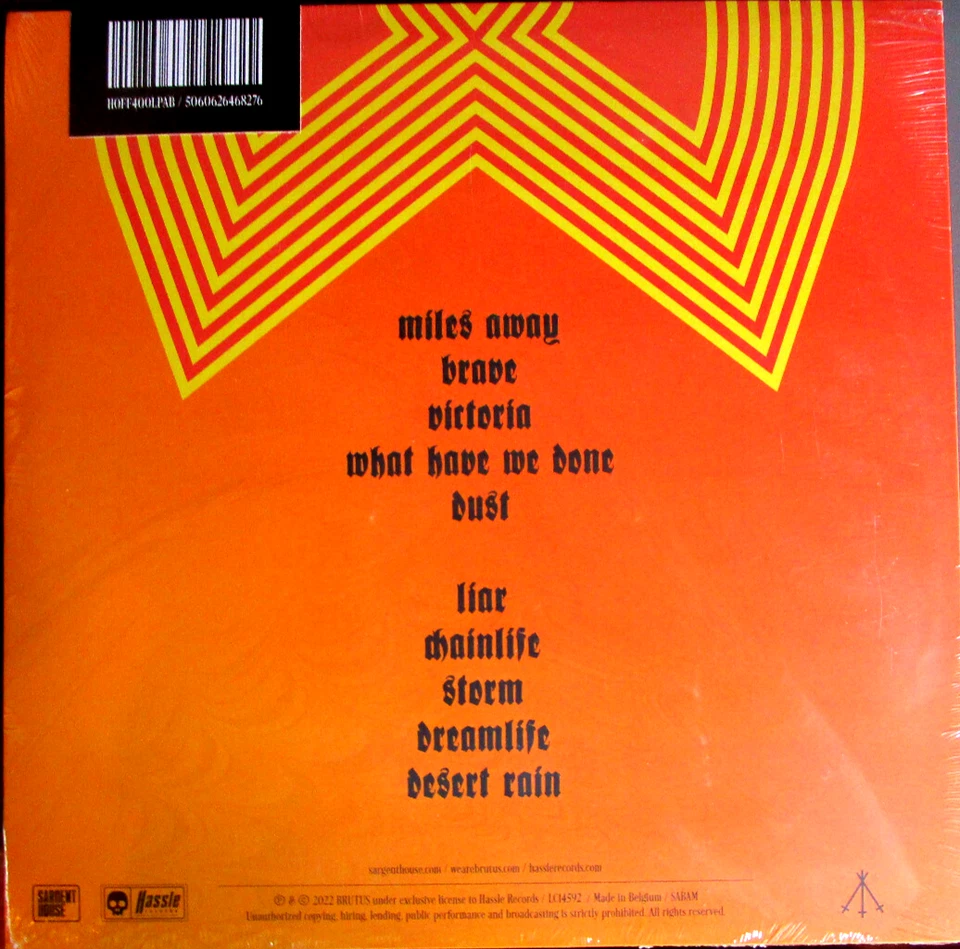 HOFF400LPAB / 5060626468276
miles away
brave
victoria
what have we done
dust
liar
chainlife
storm
dreamlife
desert rain
sargenthouse.com / wearebrutus.com / hasslerecords.com
SARGENT
HOUSE
Hassle
RECORDS
℗ & © 2022 BRUTUS under exclusive license to Hassle Records / LC14592 / Made in Belgium / SABAM
Unauthorized copying, hiring, lending, public performance and broadcasting is strictly prohibited. All rights reserved.